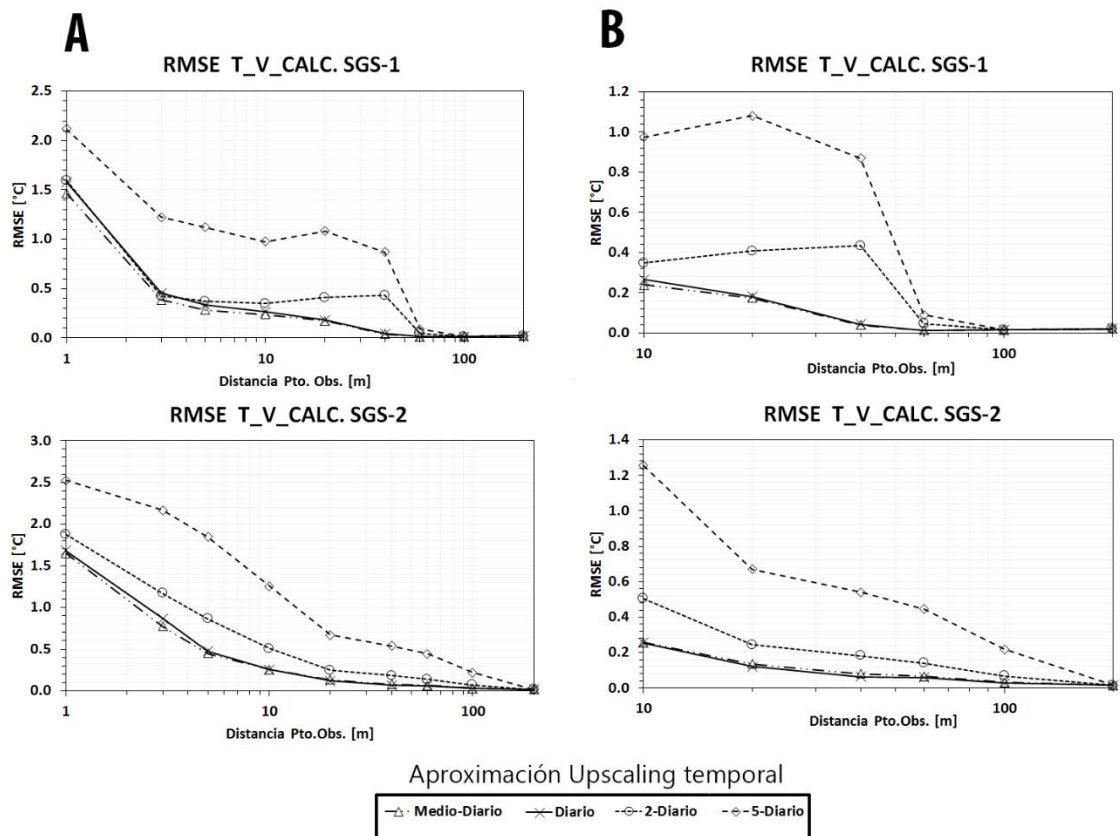 A
B
RMSE T_V_CALC. SGS-1
RMSE [°C]
2.5
2.0
1.5
1.0
0.5
0.0
1
10
100
Distancia Pto. Obs. [m]
RMSE T_V_CALC. SGS-1
RMSE [°C]
1.2
1.0
0.8
0.6
0.4
0.2
0.0
10
100
Distancia Pto.Obs. [m]
RMSE T_V_CALC. SGS-2
RMSE [°C]
3.0
2.5
2.0
1.5
1.0
0.5
0.0
1
10
100
Distancia Pto.Obs. [m]
RMSE T_V_CALC. SGS-2
RMSE [°C]
1.4
1.2
1.0
0.8
0.6
0.4
0.2
0.0
10
100
Distancia Pto.Obs. [m]
Aproximación Upscaling temporal
Medio-Diario Diario 2-Diario 5-Diario